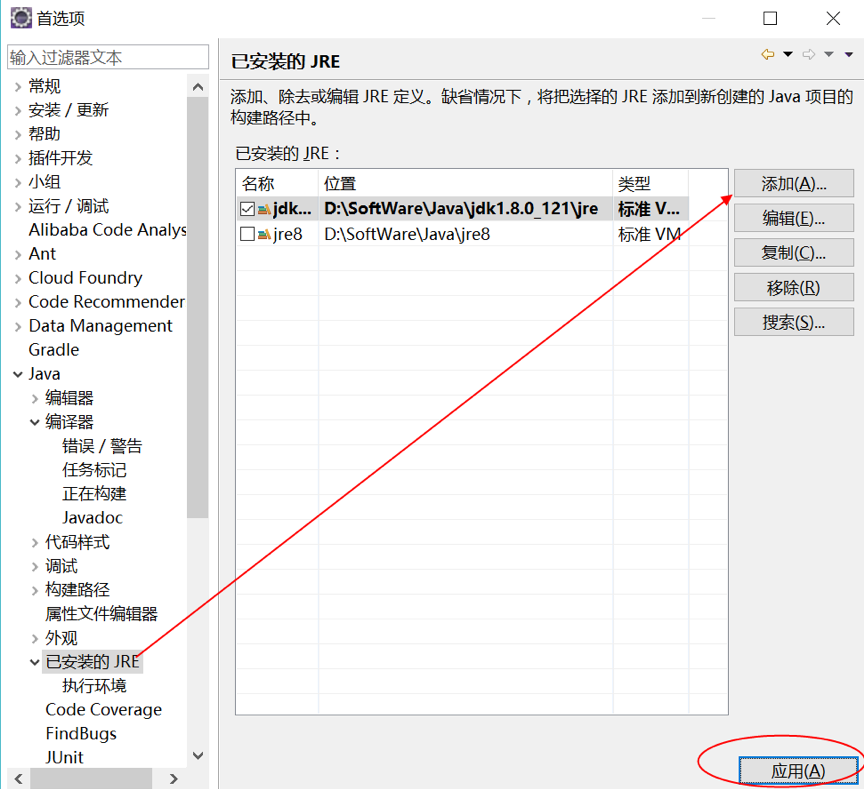 首选项
输入过滤器文本
常规
安装 / 更新
帮助
插件开发
小组
运行 / 调试
Alibaba Code Analys
Ant
Cloud Foundry
Code Recommender
Data Management
Gradle
Java
编辑器
编译器
错误 / 警告
任务标记
正在构建
Javadoc
代码样式
调试
构建路径
属性文件编辑器
外观
已安装的 JRE
执行环境
Code Coverage
FindBugs
JUnit
已安装的 JRE
添加、除去或编辑 JRE 定义。缺省情况下，将把选择的 JRE 添加到新创建的 Java 项目的
构建路径中。
已安装的 JRE：
名称 位置 类型
jdk... D:\SoftWare\Java\jdk1.8.0_121\jre 标准 V...
jre8 D:\SoftWare\Java\jre8 标准 VM
添加(A)...
编辑(E)...
复制(C)...
移除(R)
搜索(S)...
应用(A)